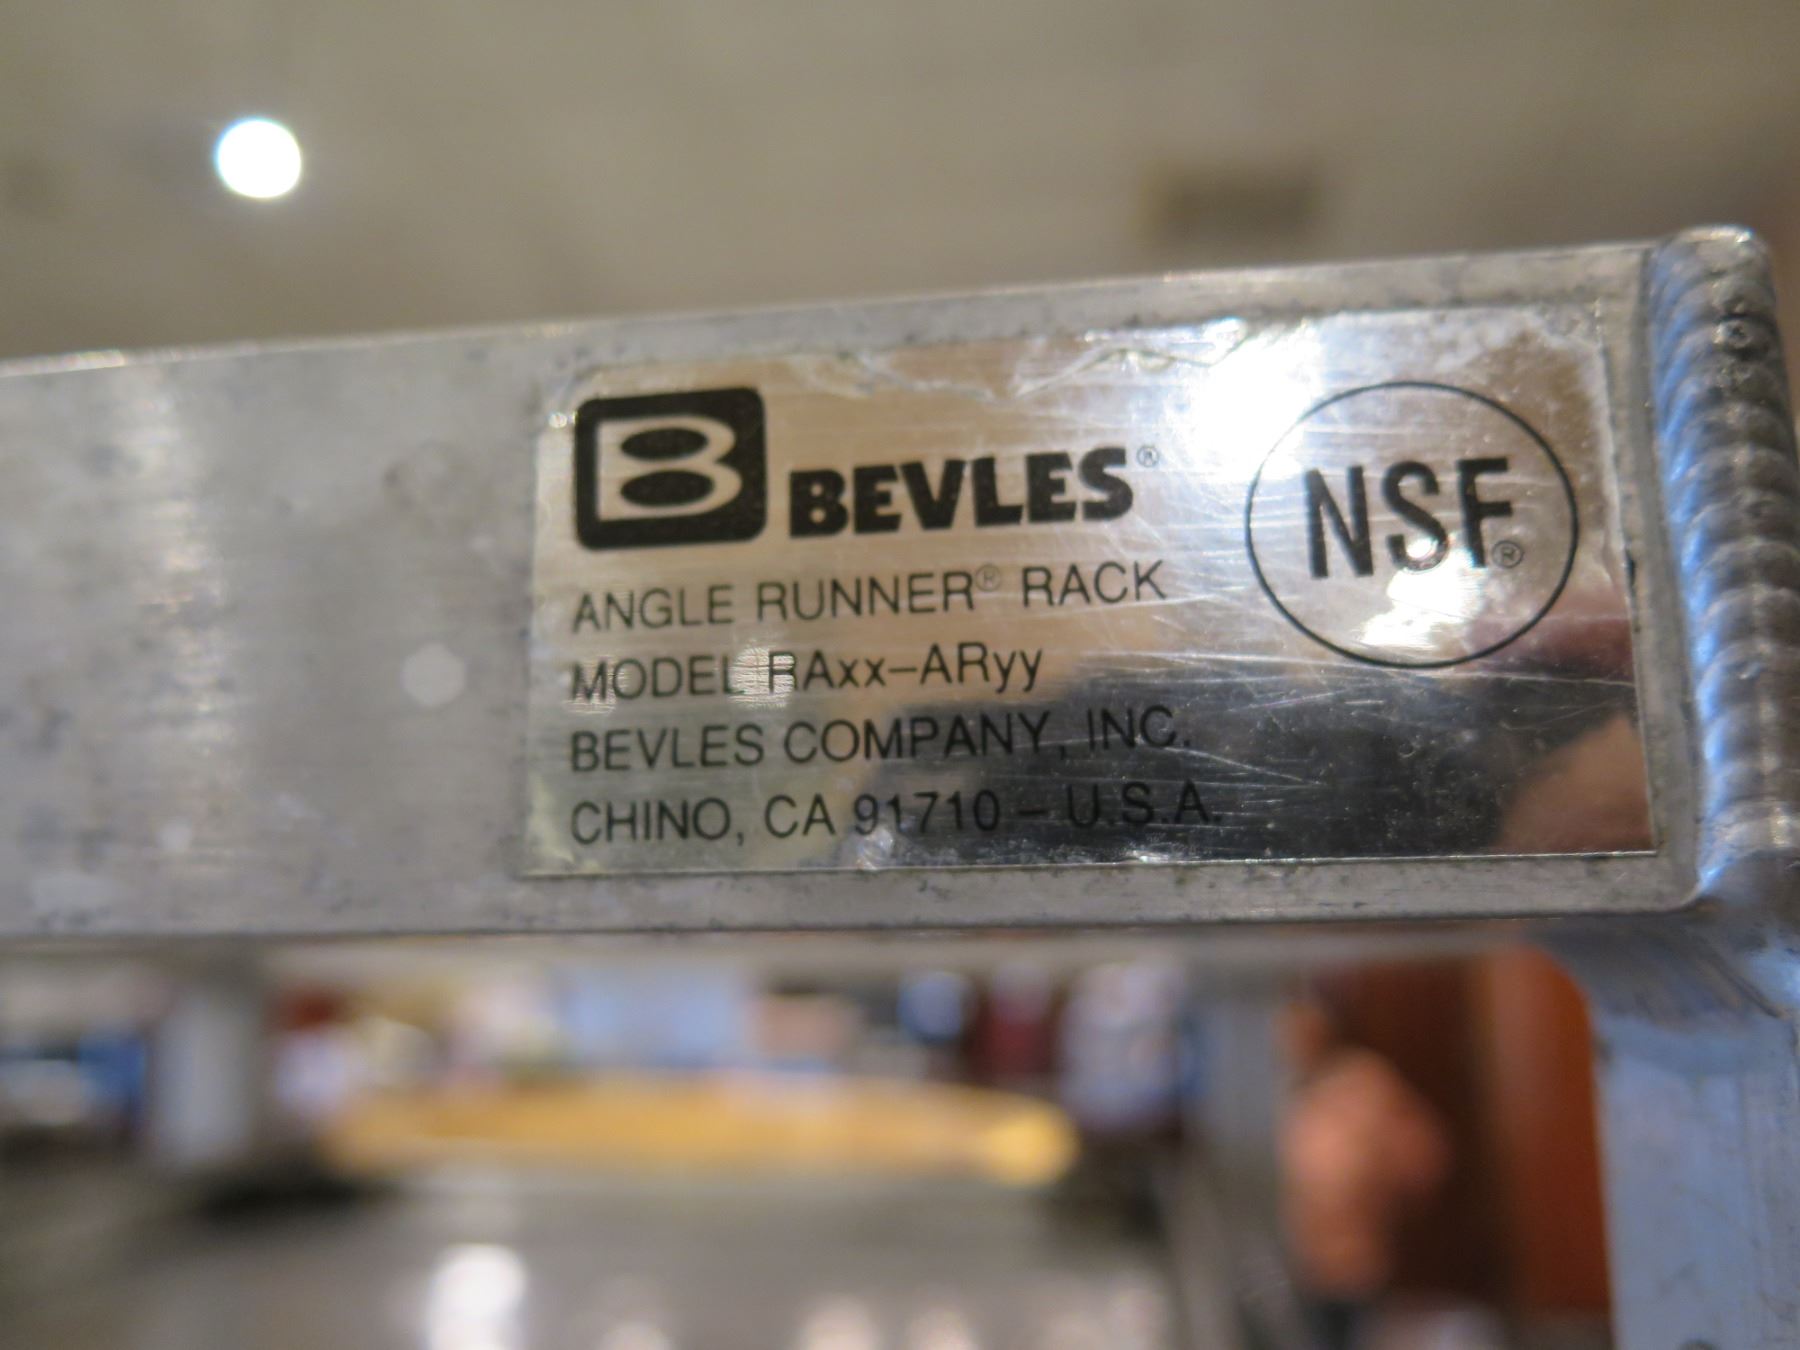 B BEVLES®
NSF®
ANGLE RUNNER® RACK
MODEL RAxx-ARyy
BEVLES COMPANY, INC.
CHINO, CA 91710 - U.S.A.